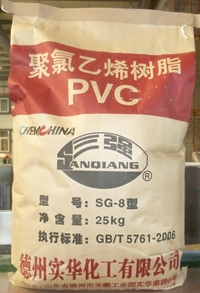 聚氯乙烯树脂
PVC
CHEMCHINA
三强
SANQIANG
型 号: SG-8型
净 含 量: 25kg
执行标准: GB/T 5761-2006
德州实华化工有限公司